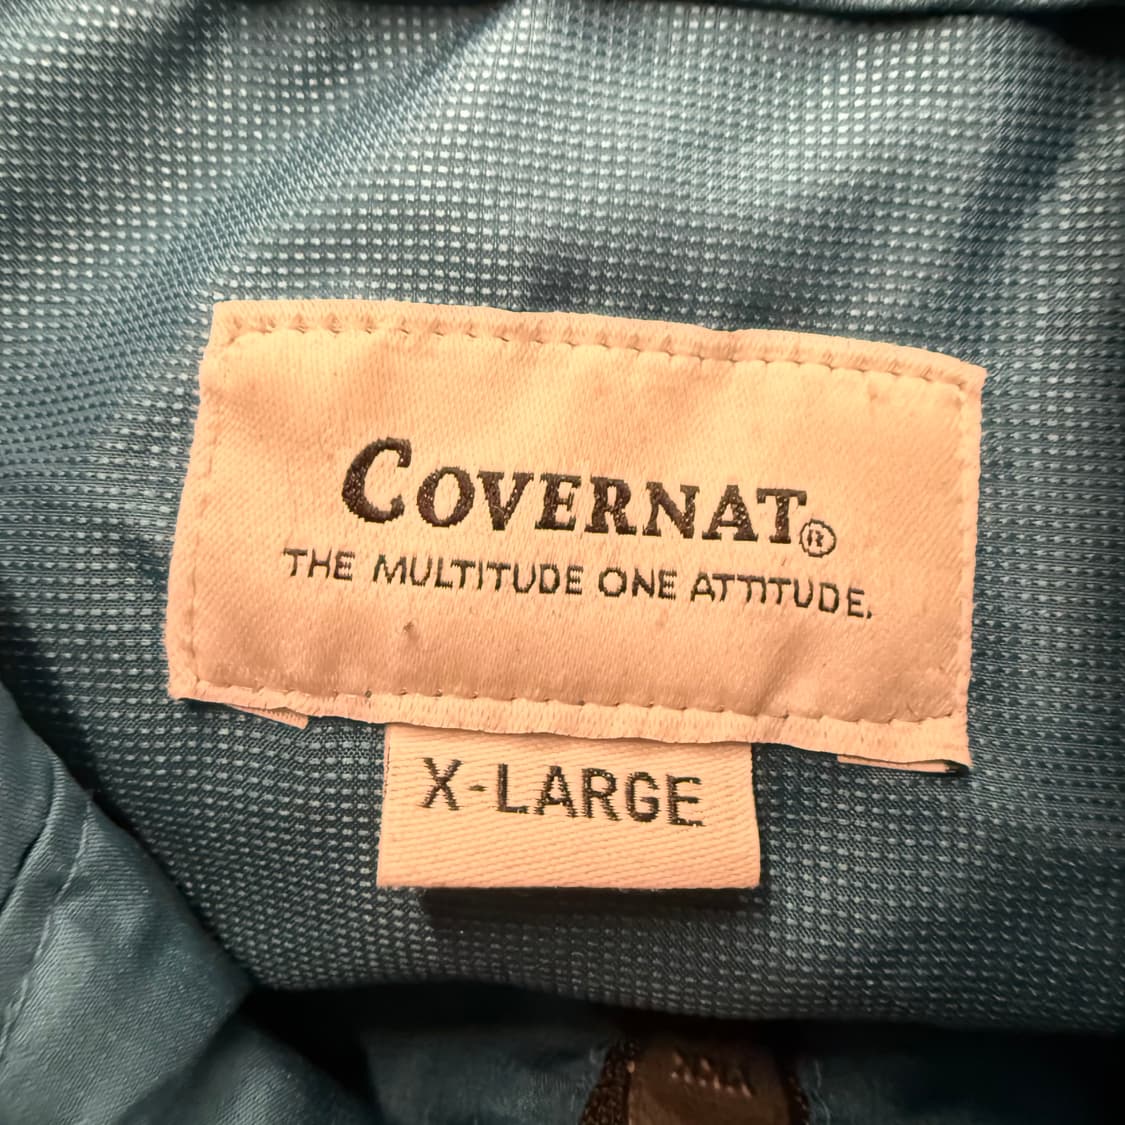 COVERNAT®
THE MULTITUDE ONE ATTITUDE.
X-LARGE